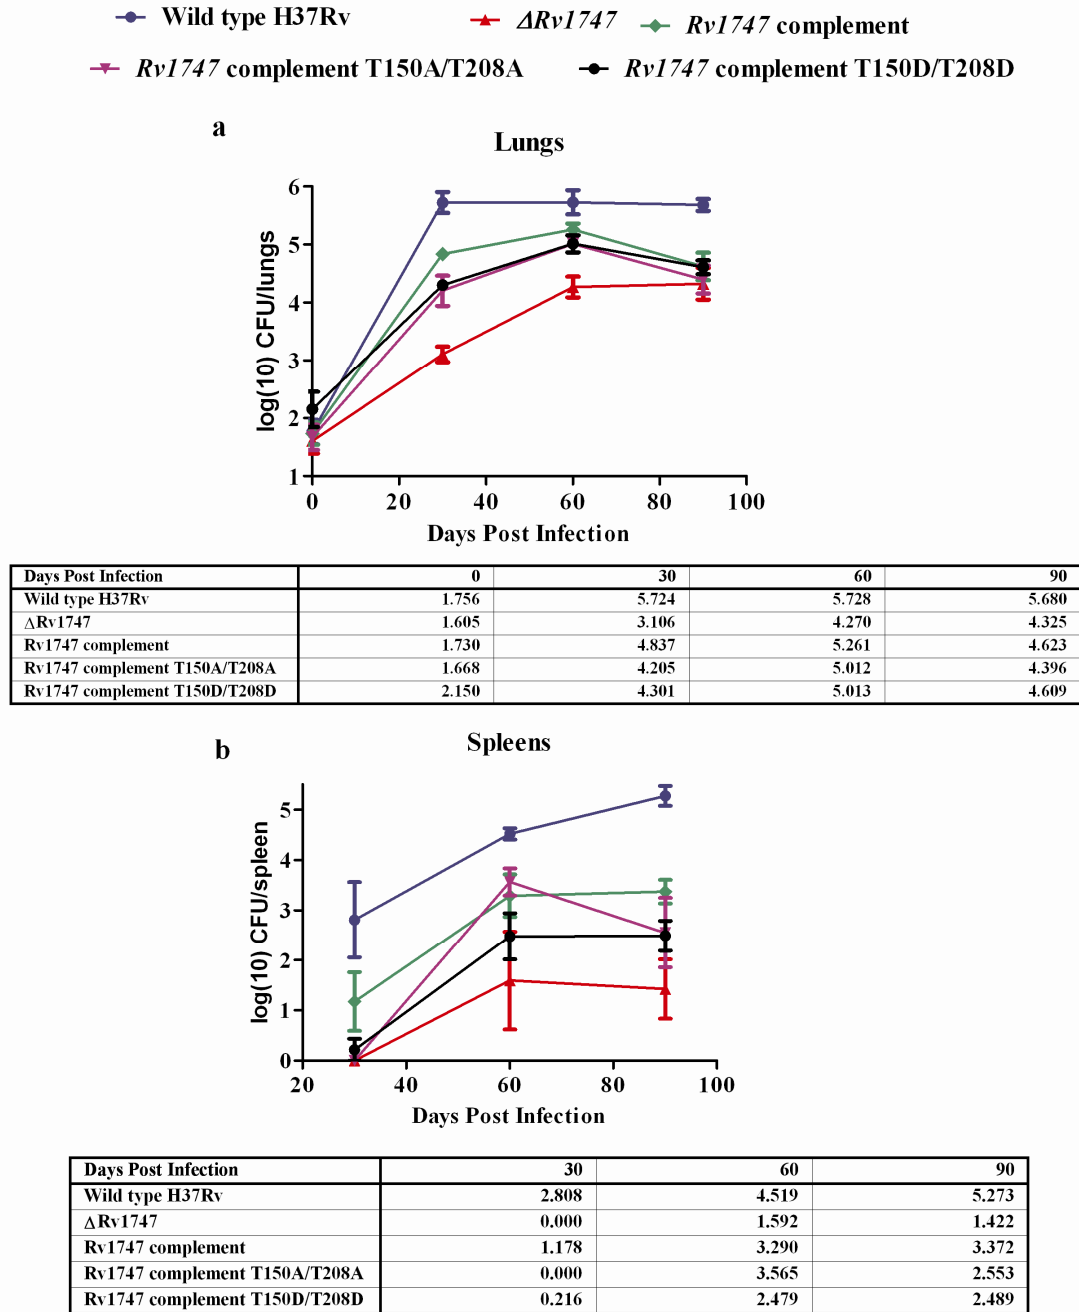 Wild type H37Rv ΔRv1747 Rv1747 complement
Rv1747 complement T150A/T208A Rv1747 complement T150D/T208D
a
Lungs
log(10) CFU/lungs
6
5
4
3
2
1
0 20 40 60 80 100
Days Post Infection
Days Post Infection 0 30 60 90
Wild type H37Rv 1.756 5.724 5.728 5.680
ΔRv1747 1.605 3.106 4.270 4.325
Rv1747 complement 1.730 4.837 5.261 4.623
Rv1747 complement T150A/T208A 1.668 4.205 5.012 4.396
Rv1747 complement T150D/T208D 2.150 4.301 5.013 4.609
b
Spleens
log(10) CFU/spleen
5
4
3
2
1
0
20 40 60 80 100
Days Post Infection
Days Post Infection 30 60 90
Wild type H37Rv 2.808 4.519 5.273
ΔRv1747 0.000 1.592 1.422
Rv1747 complement 1.178 3.290 3.372
Rv1747 complement T150A/T208A 0.000 3.565 2.553
Rv1747 complement T150D/T208D 0.216 2.479 2.489